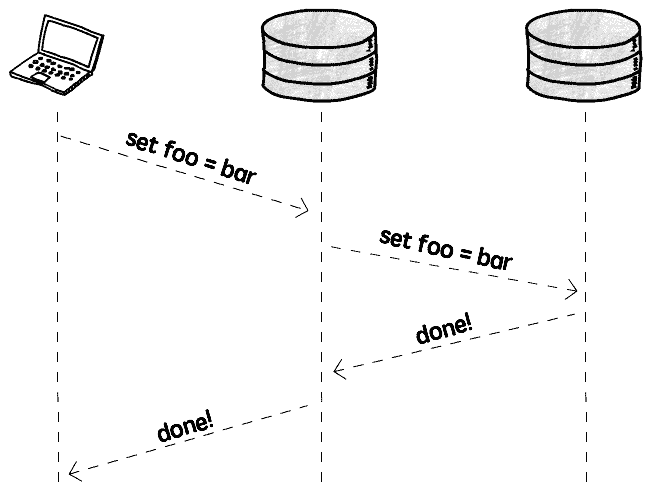 set foo = bar
set foo = bar
done!
done!